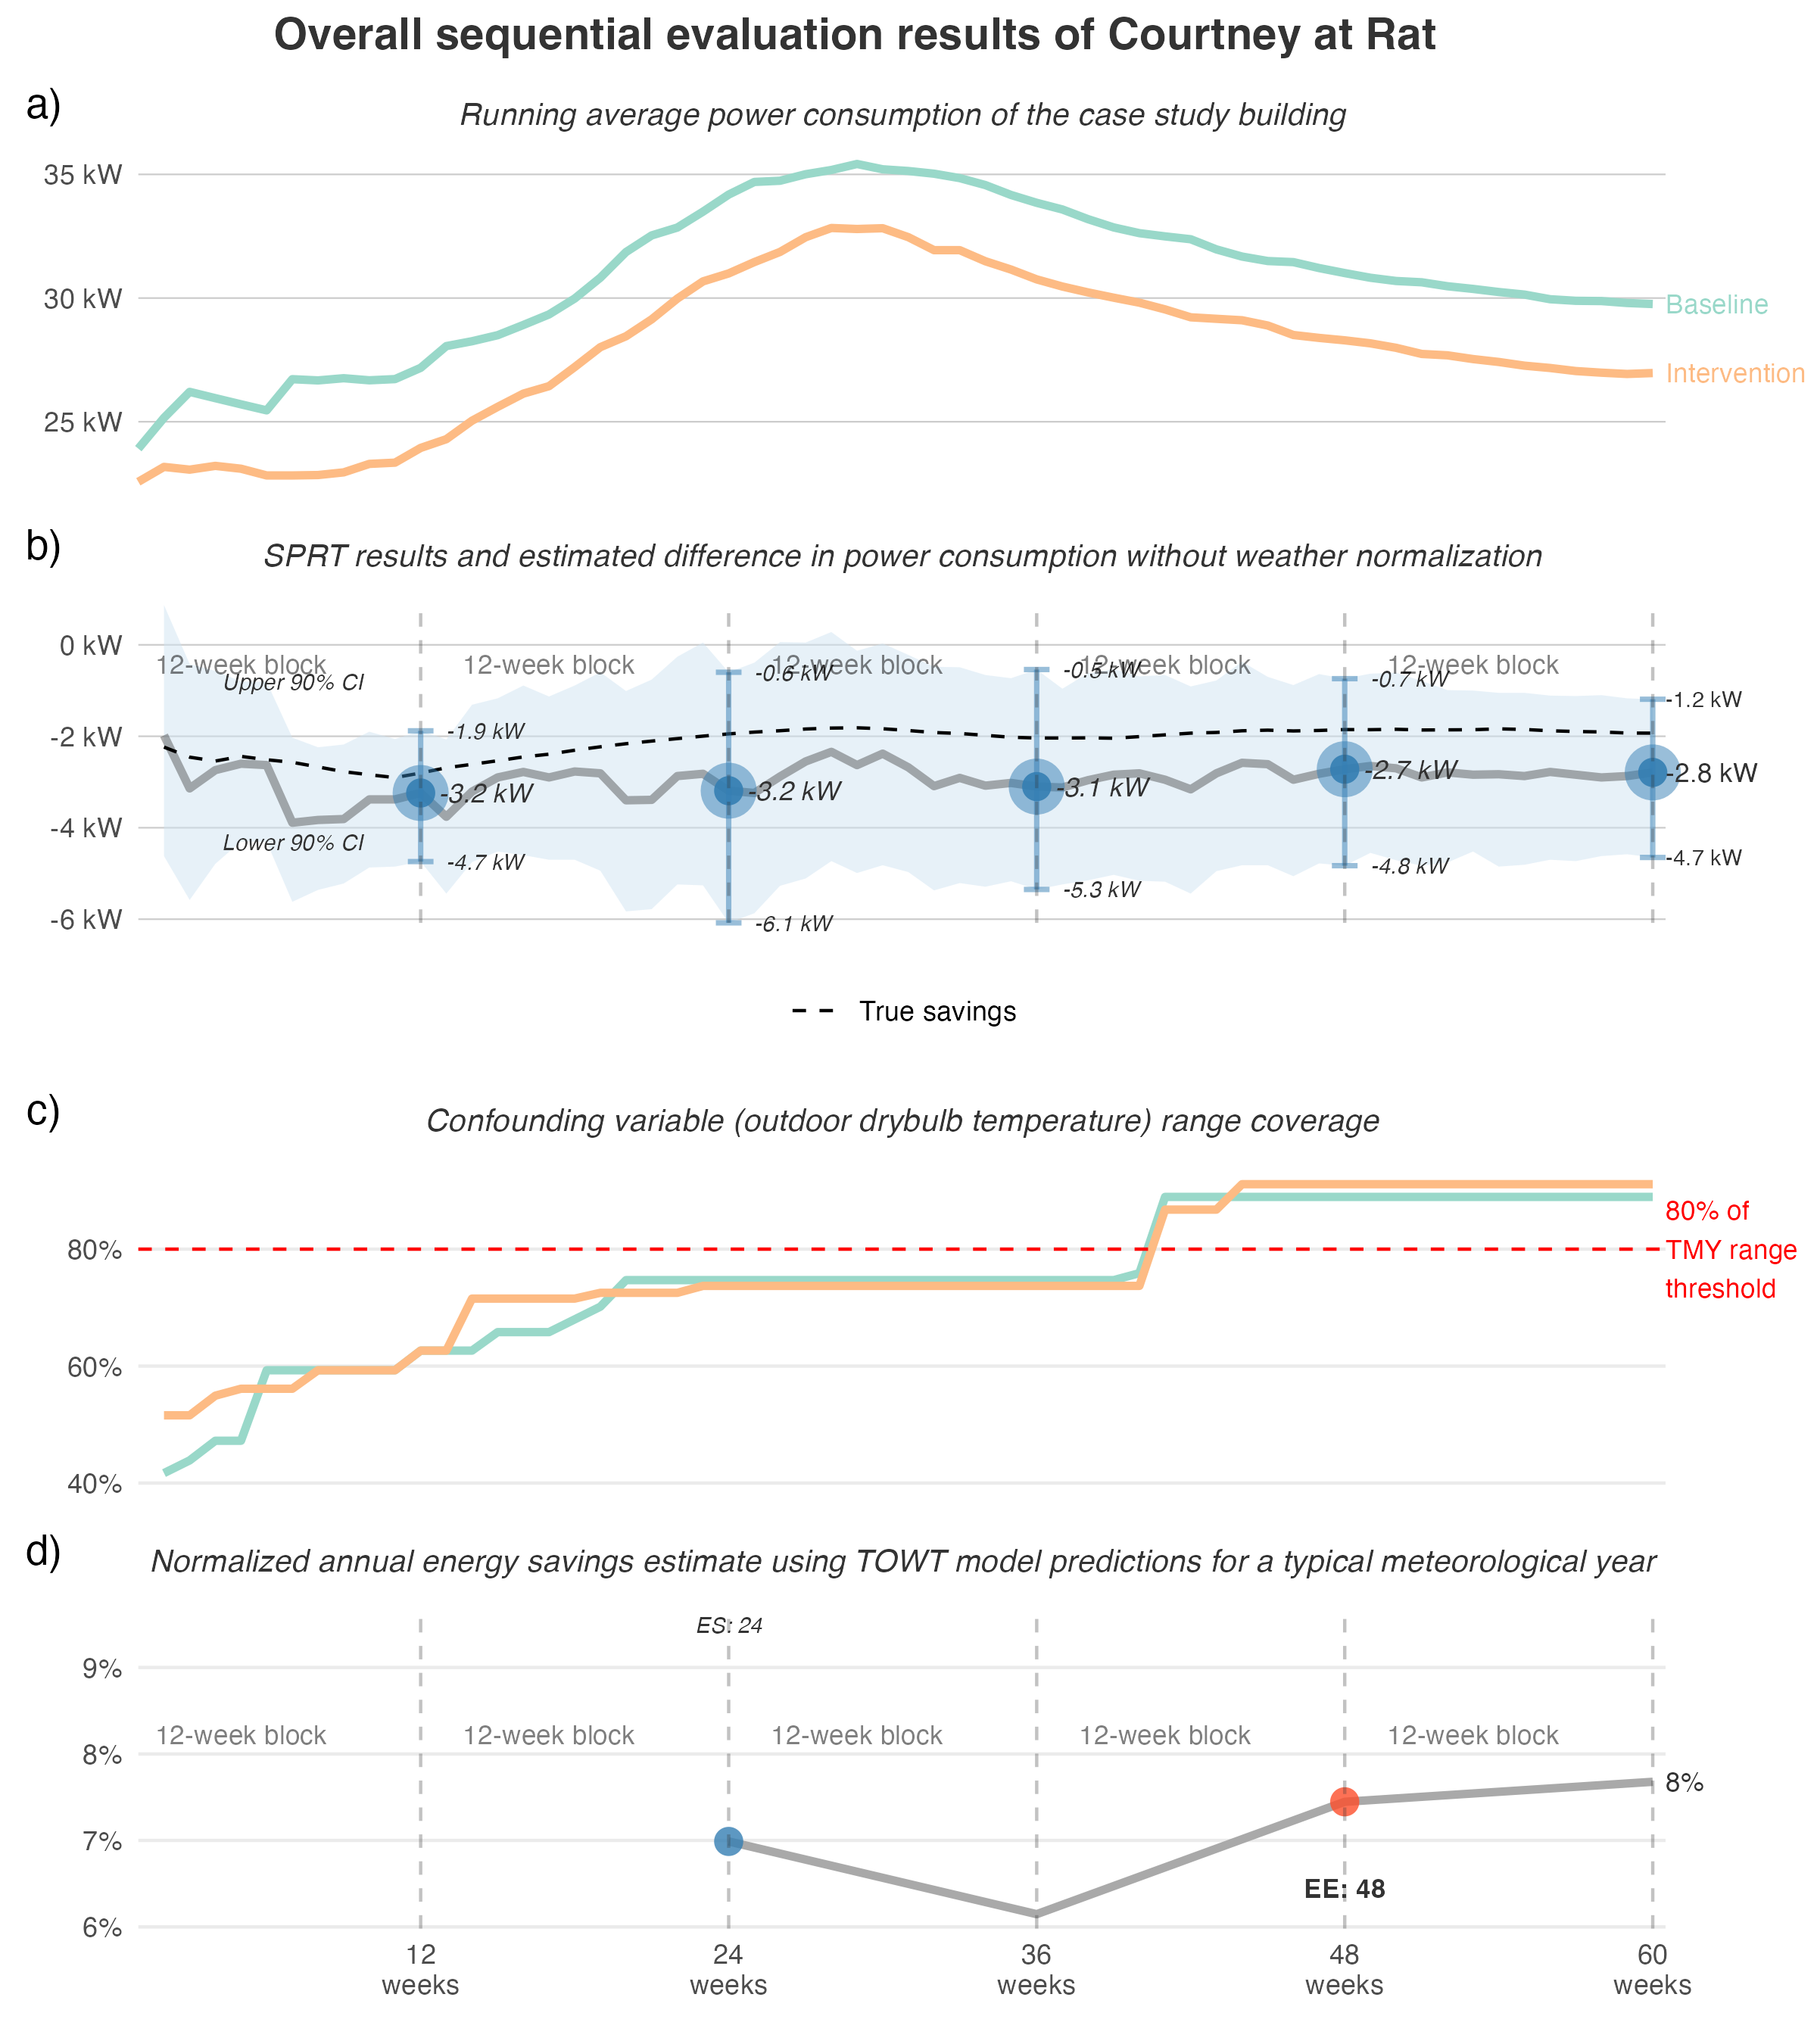 Overall sequential evaluation results of Courtney at Rat
a)
Running average power consumption of the case study building
35 kW
30 kW
25 kW
Baseline
Intervention
b)
SPRT results and estimated difference in power consumption without weather normalization
0 kW
-2 kW
-4 kW
-6 kW
12-week block
12-week block
12-week block
12-week block
12-week block
Upper 90% CI
Lower 90% CI
-1.9 kW
-3.2 kW
-4.7 kW
-0.6 kW
-3.2 kW
-6.1 kW
-0.5 kW
-3.1 kW
-5.3 kW
-0.7 kW
-2.7 kW
-4.8 kW
-1.2 kW
-2.8 kW
-4.7 kW
True savings
c)
Confounding variable (outdoor drybulb temperature) range coverage
80%
60%
40%
80% of
TMY range
threshold
d)
Normalized annual energy savings estimate using TOWT model predictions for a typical meteorological year
ES: 24
9%
8%
7%
6%
12-week block
12-week block
12-week block
12-week block
12-week block
8%
EE: 48
12
weeks
24
weeks
36
weeks
48
weeks
60
weeks